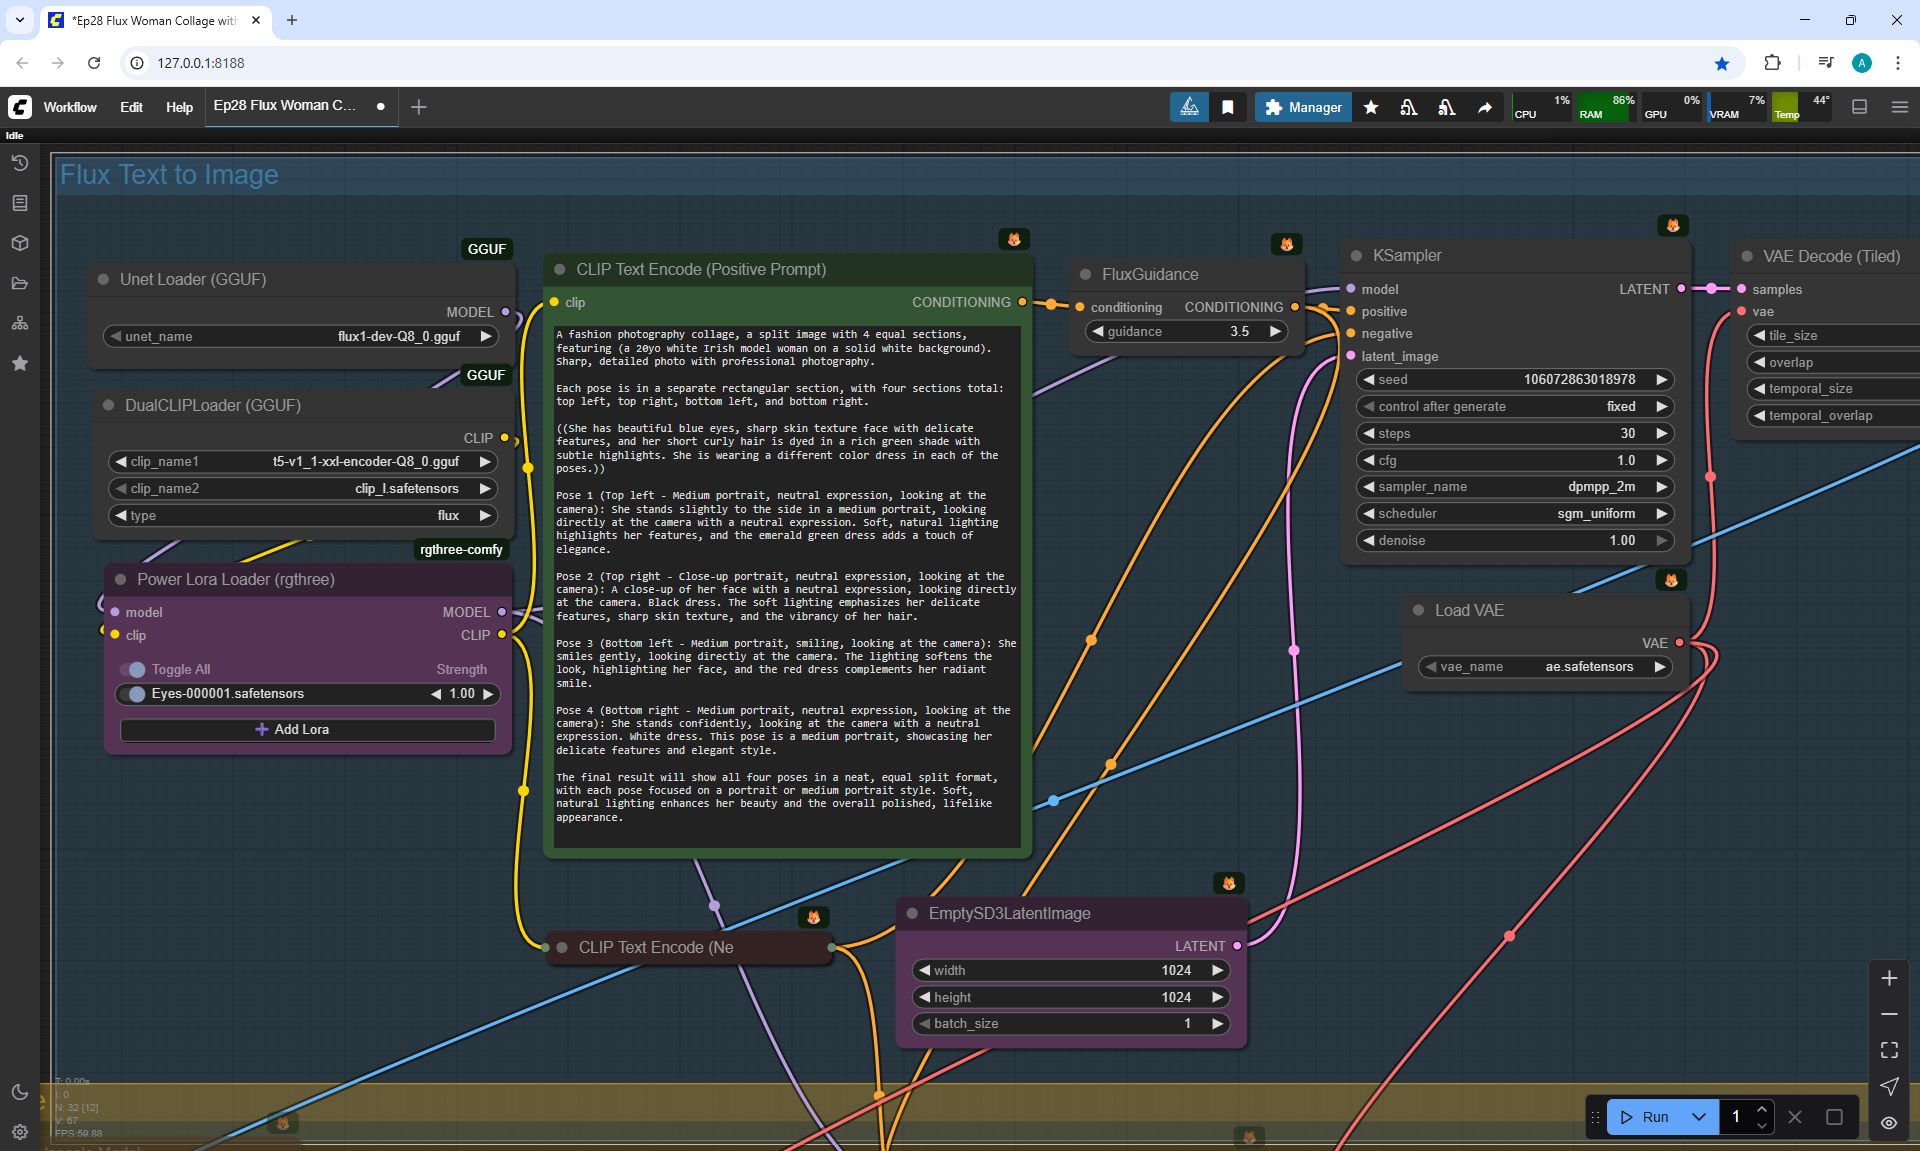 *Ep28 Flux Woman Collage with
127.0.0.1:8188
A
Workflow
Edit
Help
Ep28 Flux Woman C...
Manager
1%
CPU
86%
RAM
0%
GPU
7%
VRAM
44°
Temp
Idle
Flux Text to Image
GGUF
Unet Loader (GGUF)
MODEL
unet_name flux1-dev-Q8_0.gguf
GGUF
DualCLIPLoader (GGUF)
CLIP
clip_name1 t5-v1_1-xxl-encoder-Q8_0.gguf
clip_name2 clip_l.safetensors
type flux
rgthree-comfy
Power Lora Loader (rgthree)
model MODEL
clip CLIP
Toggle All Strength
Eyes-000001.safetensors 1.00
Add Lora
CLIP Text Encode (Positive Prompt)
clip CONDITIONING
A fashion photography collage, a split image with 4 equal sections,
featuring (a 20yo white Irish model woman on a solid white background).
Sharp, detailed photo with professional photography.
Each pose is in a separate rectangular section, with four sections total:
top left, top right, bottom left, and bottom right.
((She has beautiful blue eyes, sharp skin texture face with delicate
features, and her short curly hair is dyed in a rich green shade with
subtle highlights. She is wearing a different color dress in each of the
poses.))
Pose 1 (Top left - Medium portrait, neutral expression, looking at the
camera): She stands slightly to the side in a medium portrait, looking
directly at the camera with a neutral expression. Soft, natural lighting
highlights her features, and the emerald green dress adds a touch of
elegance.
Pose 2 (Top right - Close-up portrait, neutral expression, looking at the
camera): A close-up of her face with a neutral expression, looking directly
at the camera. Black dress. The soft lighting emphasizes her delicate
features, sharp skin texture, and the vibrancy of her hair.
Pose 3 (Bottom left - Medium portrait, smiling, looking at the camera): She
smiles gently, looking directly at the camera. The lighting softens the
look, highlighting her face, and the red dress complements her radiant
smile.
Pose 4 (Bottom right - Medium portrait, neutral expression, looking at the
camera): She stands confidently, looking at the camera with a neutral
expression. White dress. This pose is a medium portrait, showcasing her
delicate features and elegant style.
The final result will show all four poses in a neat, equal split format,
with each pose focused on a portrait or medium portrait style. Soft,
natural lighting enhances her beauty and the overall polished, lifelike
appearance.
FluxGuidance
conditioning CONDITIONING
guidance 3.5
KSampler
model LATENT
positive
negative
latent_image
seed 106072863018978
control after generate fixed
steps 30
cfg 1.0
sampler_name dpmpp_2m
scheduler sgm_uniform
denoise 1.00
VAE Decode (Tiled)
samples
vae
tile_size
overlap
temporal_size
temporal_overlap
Load VAE
VAE
vae_name ae.safetensors
CLIP Text Encode (Ne
EmptySD3LatentImage
LATENT
width 1024
height 1024
batch_size 1
T: 0.00s
I: 0
N: 32 [12]
V: 67
FPS:59.88
Run
1